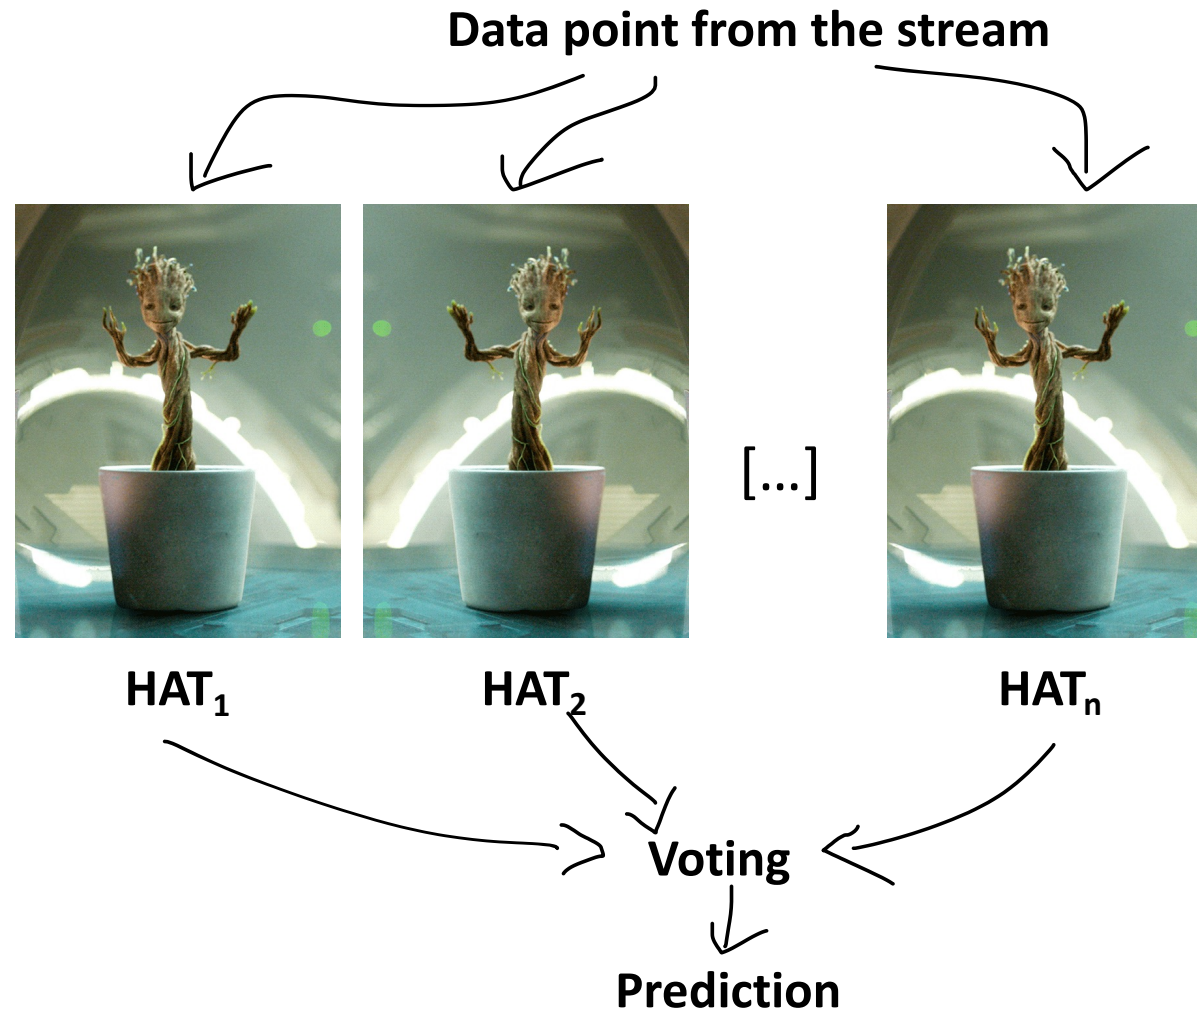 Data point from the stream
[...]
HAT₁
HAT₂
HATₙ
Voting
Prediction